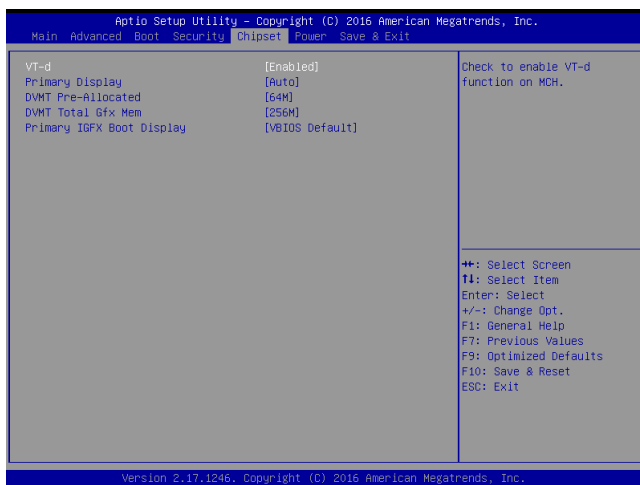 Aptio Setup Utility – Copyright (C) 2016 American Megatrends, Inc.
Main Advanced Boot Security Chipset Power Save & Exit
VT-d [Enabled]
Primary Display [Auto]
DVMT Pre-Allocated [64M]
DVMT Total Gfx Mem [256M]
Primary IGFX Boot Display [VBIOS Default]
Check to enable VT-d
function on MCH.
→←: Select Screen
↑↓: Select Item
Enter: Select
+/-: Change Opt.
F1: General Help
F7: Previous Values
F9: Optimized Defaults
F10: Save & Reset
ESC: Exit
Version 2.17.1246. Copyright (C) 2016 American Megatrends, Inc.